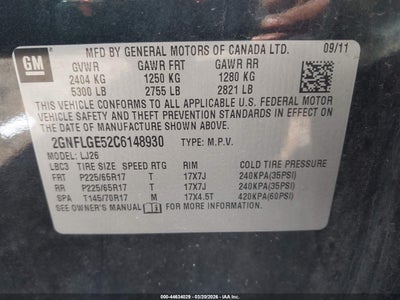 GM
MFD BY GENERAL MOTORS OF CANADA LTD. 09/11
GVWR GAWR FRT GAWR RR
2404 KG 1250 KG 1280 KG
5300 LB 2755 LB 2821 LB
THIS VEHICLE CONFORMS TO ALL APPLICABLE U.S. FEDERAL MOTOR
VEHICLE SAFETY, BUMPER, AND THEFT PREVENTION STANDARDS IN EFFECT
ON THE DATE OF MANUFACTURE SHOWN ABOVE.
2GNFLGE52C6148930 TYPE: M.P.V.
MODEL: LJ26
LBC3 TIRE SIZE SPEED RTG RIM COLD TIRE PRESSURE
FRT P225/65R17 T 17X7J 240KPA(35PSI)
RR P225/65R17 T 17X7J 240KPA(35PSI)
SPA T145/70R17 M 17X4.5T 420KPA(60PSI)
SEE OWNER'S MANUAL FOR ADDITIONAL INFORMATION.
000-44634029 - 03/20/2026 - Copyright IAA, LLC